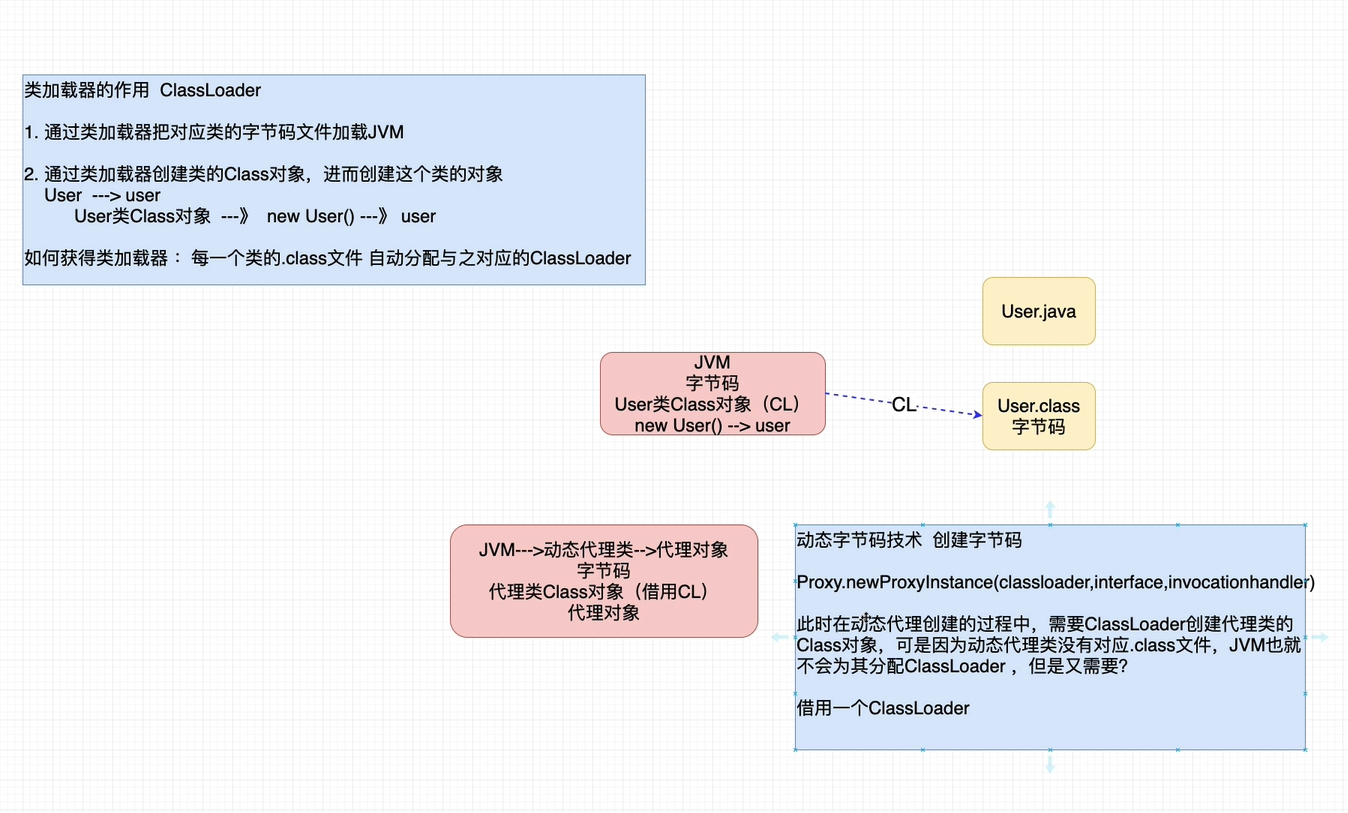 类加载器的作用  ClassLoader
1. 通过类加载器把对应类的字节码文件加载JVM
2. 通过类加载器创建类的Class对象，进而创建这个类的对象
User  ---> user
User类Class对象  ---》  new User() ---》 user
如何获得类加载器： 每一个类的.class文件 自动分配与之对应的ClassLoader
User.java
JVM
字节码
User类Class对象（CL）
new User() --> user
CL
User.class
字节码
JVM--->动态代理类-->代理对象
字节码
代理类Class对象（借用CL）
代理对象
动态字节码技术  创建字节码
Proxy.newProxyInstance(classloader,interface,invocationhandler)
此时在动态代理创建的过程中，需要ClassLoader创建代理类的
Class对象，可是因为动态代理类没有对应.class文件，JVM也就
不会为其分配ClassLoader ，但是又需要?
借用一个ClassLoader